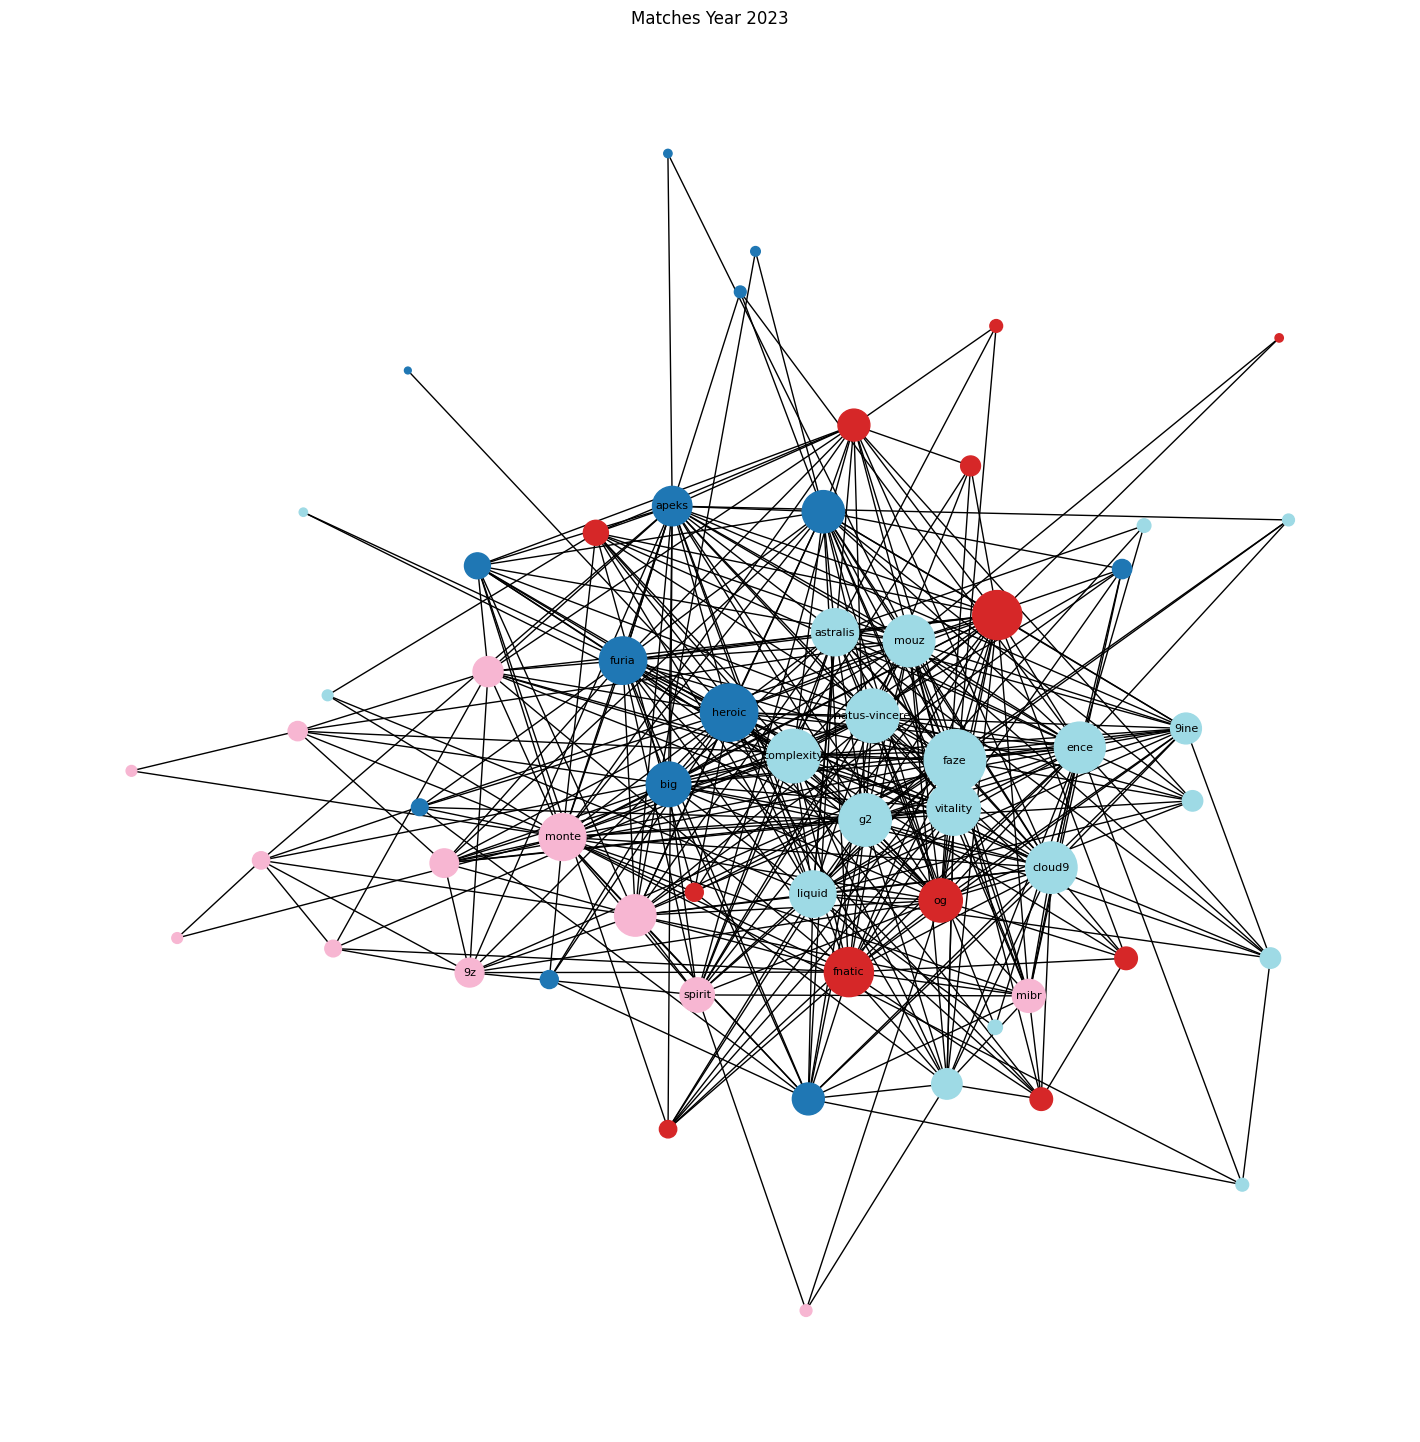 Matches Year 2023
apeks
astralis
mouz
furia
heroic
natus-vincere
9ine
ence
complexity
faze
big
vitality
g2
monte
cloud9
liquid
og
9z
fnatic
spirit
mibr